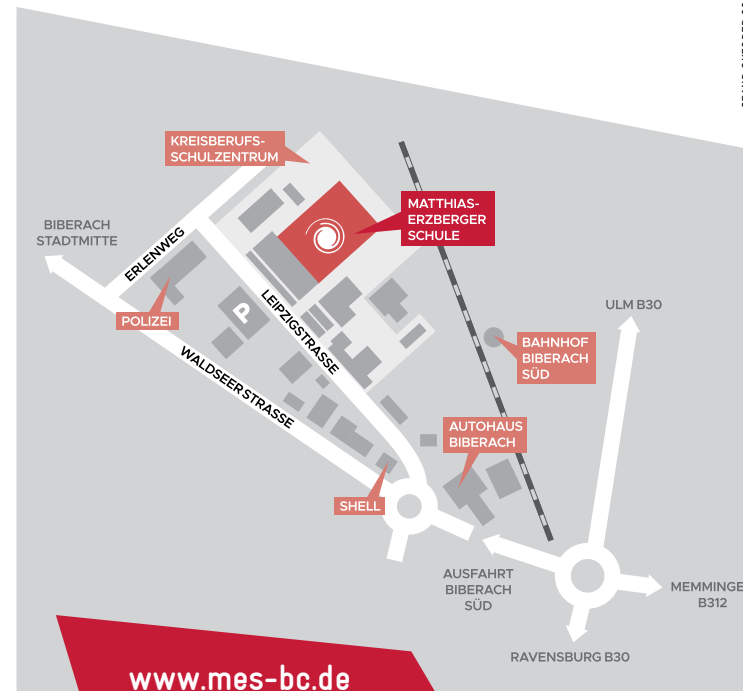 KREISBERUFS-
SCHULZENTRUM
MATTHIAS-
ERZBERGER
SCHULE
BIBERACH
STADTMITTE
ERLENWEG
POLIZEI
P
LEIPZIGSTRASSE
WALDSEER STRASSE
ULM B30
BAHNHOF
BIBERACH
SÜD
AUTOHAUS
BIBERACH
SHELL
AUSFAHRT
BIBERACH
SÜD
MEMMINGE
B312
RAVENSBURG B30
www.mes-bc.de